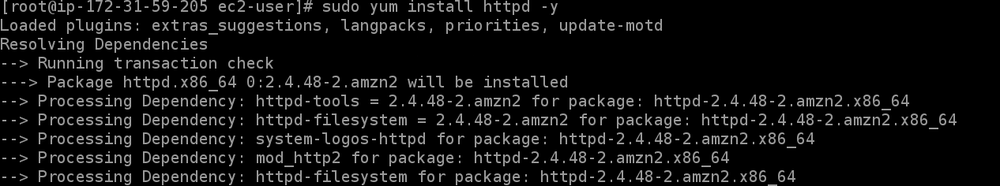 [root@ip-172-31-59-205 ec2-user]# sudo yum install httpd -y
Loaded plugins: extras_suggestions, langpacks, priorities, update-motd
Resolving Dependencies
--> Running transaction check
---> Package httpd.x86_64 0:2.4.48-2.amzn2 will be installed
--> Processing Dependency: httpd-tools = 2.4.48-2.amzn2 for package: httpd-2.4.48-2.amzn2.x86_64
--> Processing Dependency: httpd-filesystem = 2.4.48-2.amzn2 for package: httpd-2.4.48-2.amzn2.x86_64
--> Processing Dependency: system-logos-httpd for package: httpd-2.4.48-2.amzn2.x86_64
--> Processing Dependency: mod_http2 for package: httpd-2.4.48-2.amzn2.x86_64
--> Processing Dependency: httpd-filesystem for package: httpd-2.4.48-2.amzn2.x86_64